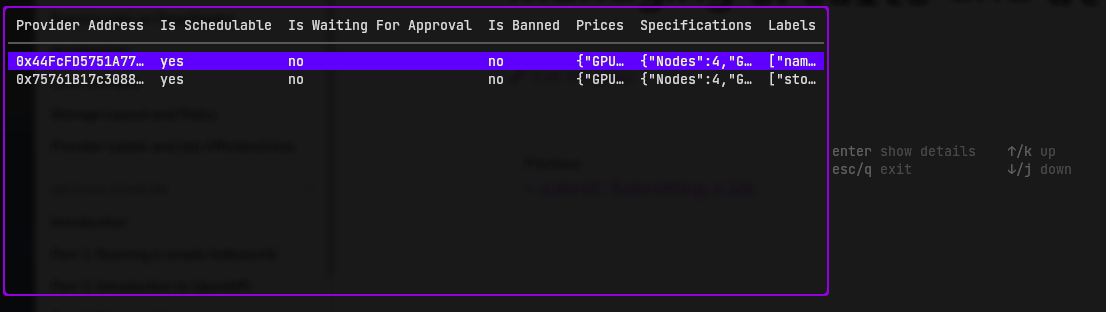 Provider Address  Is Schedulable  Is Waiting For Approval  Is Banned  Prices  Specifications  Labels
0x44FcFD5751A77…  yes  no  no  {"GPU…  {"Nodes":4,"G…  ["nam…
0x75761B17c3088…  yes  no  no  {"GPU…  {"Nodes":4,"G…  ["sto…
enter show details  ↑/k up
esc/q exit  ↓/j down